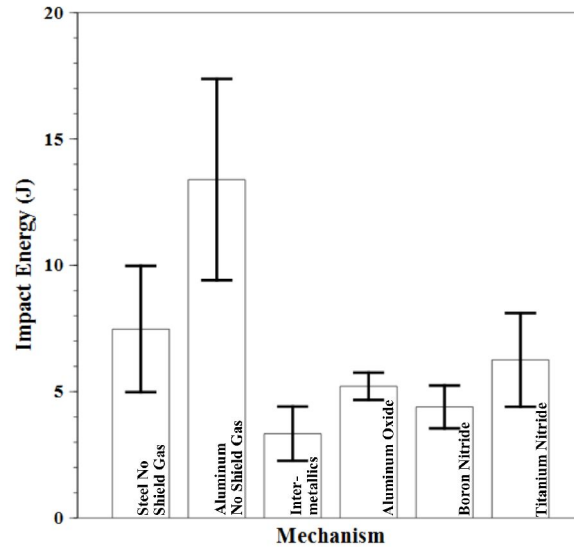 20
15
10
5
0
Impact Energy (J)
Steel No
Shield Gas
Aluminum
No Shield Gas
Inter-
metallics
Aluminum Oxide
Boron Nitride
Titanium Nitride
Mechanism